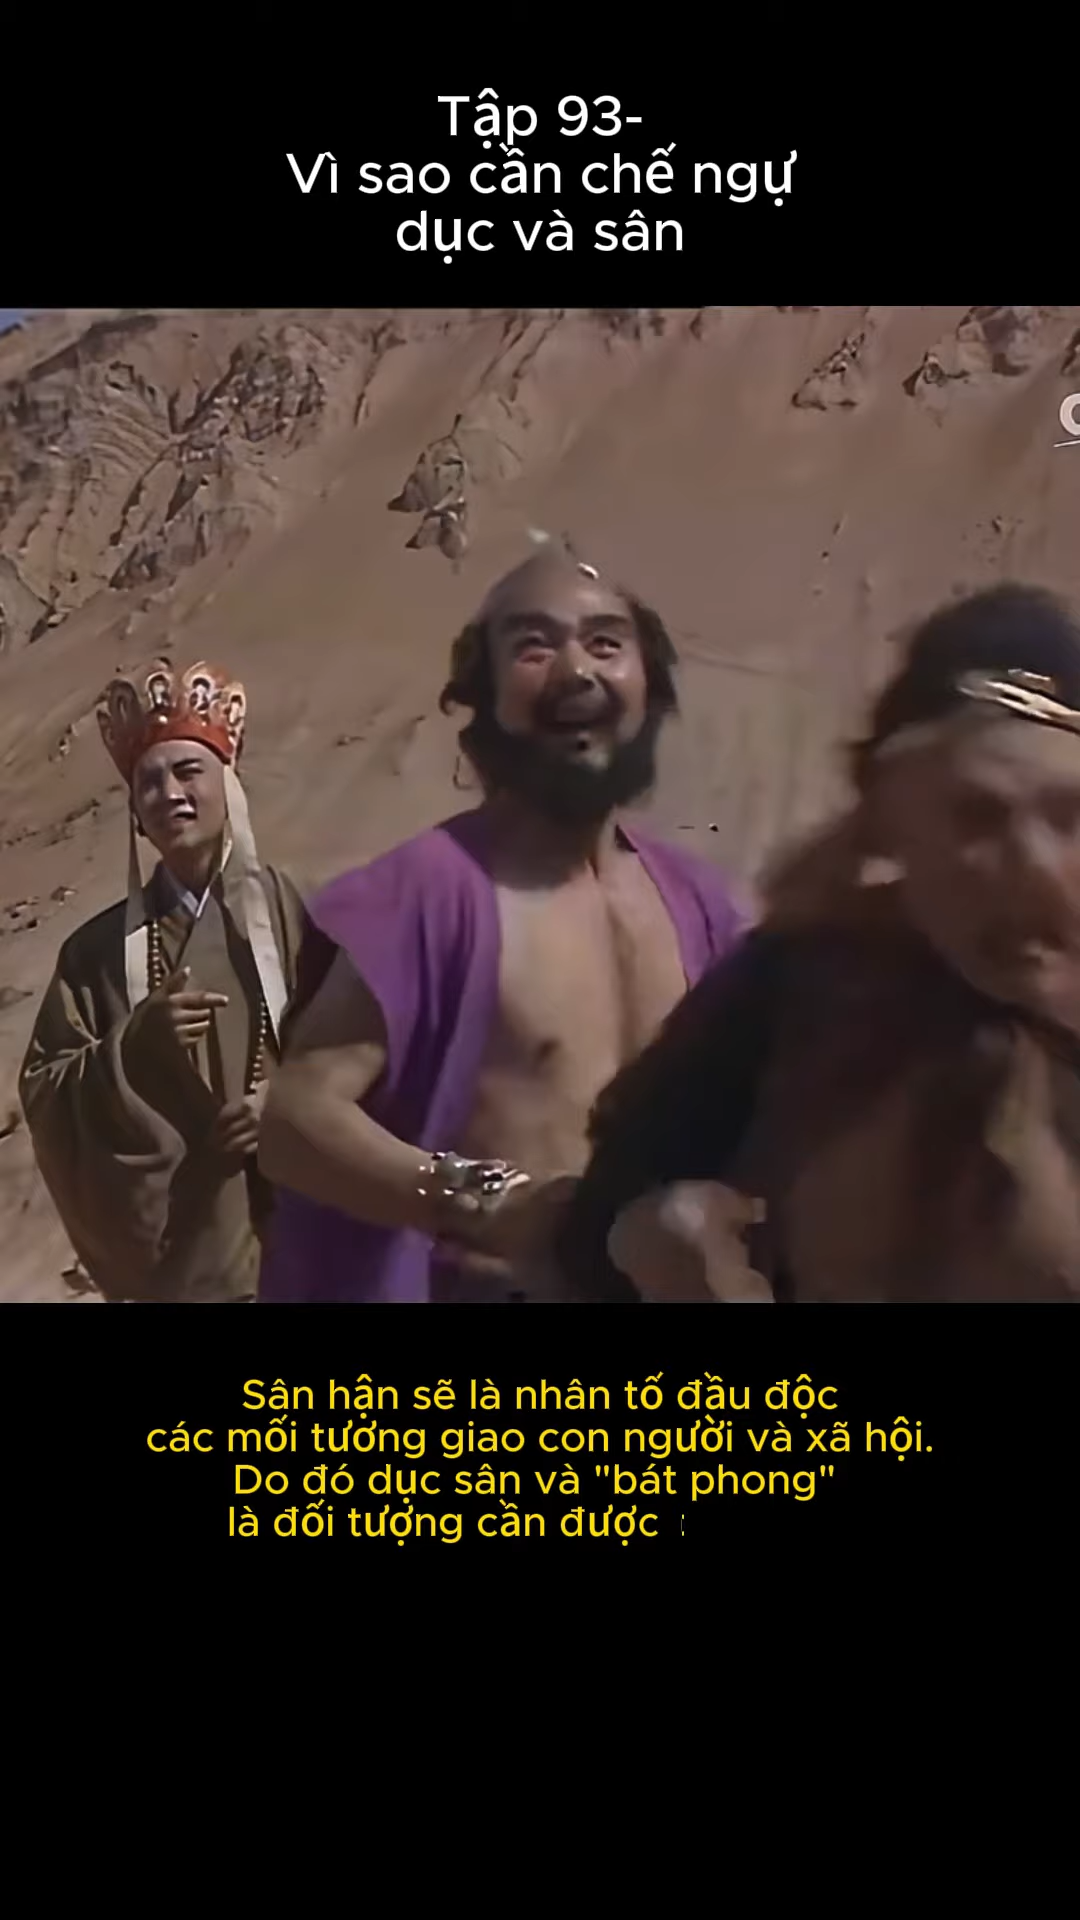 Tập 93-
Vì sao cần chế ngự
dục và sân
Sân hận sẽ là nhân tố đầu độc
các mối tương giao con người và xã hội.
Do đó dục sân và "bát phong"
là đối tượng cần được